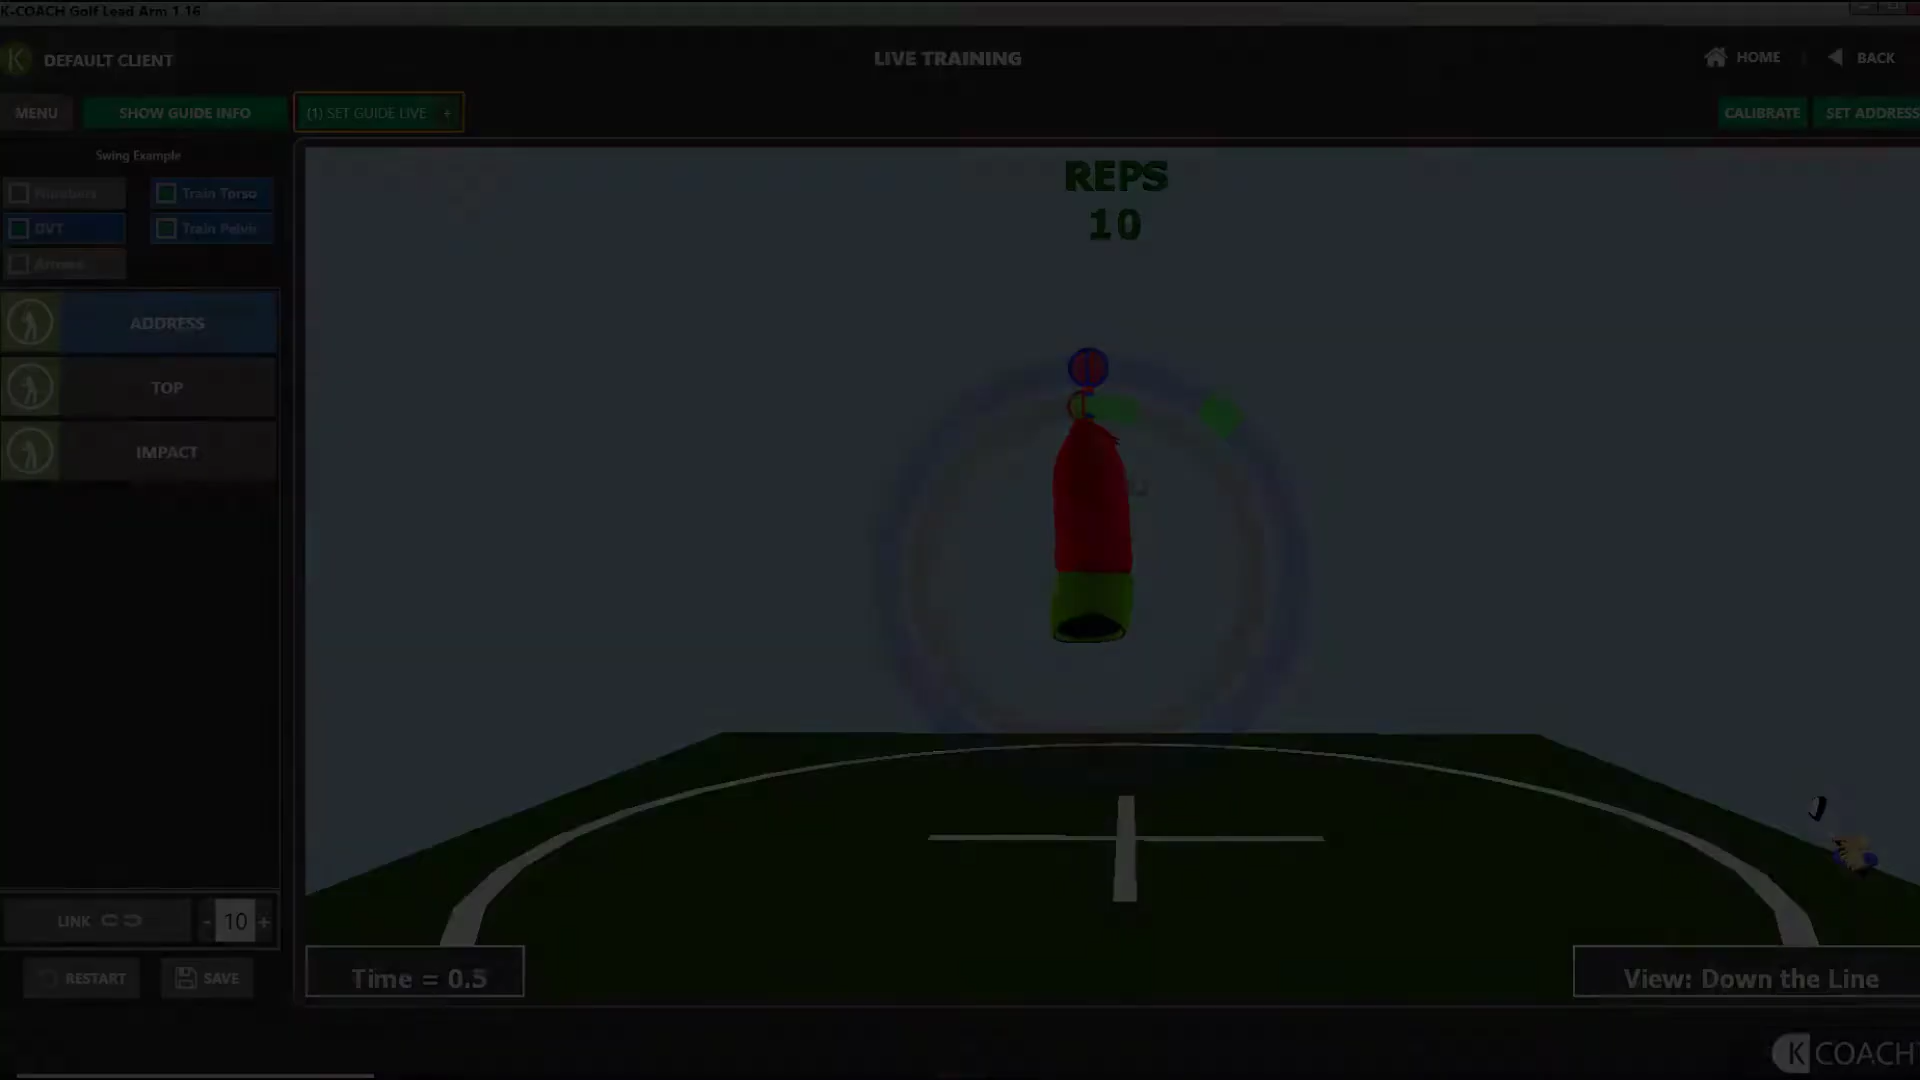 K-COACH Golf Lead Arm 1.16
DEFAULT CLIENT
LIVE TRAINING
HOME
BACK
MENU
SHOW GUIDE INFO
(1) SET GUIDE LIVE +
CALIBRATE
SET ADDRESS
Swing Example
Numbers
Train Torso
DVT
Train Pelvis
Arrows
REPS
10
ADDRESS
TOP
IMPACT
LINK
- 10 +
RESTART
SAVE
Time = 0.5
View: Down the Line
K COACH